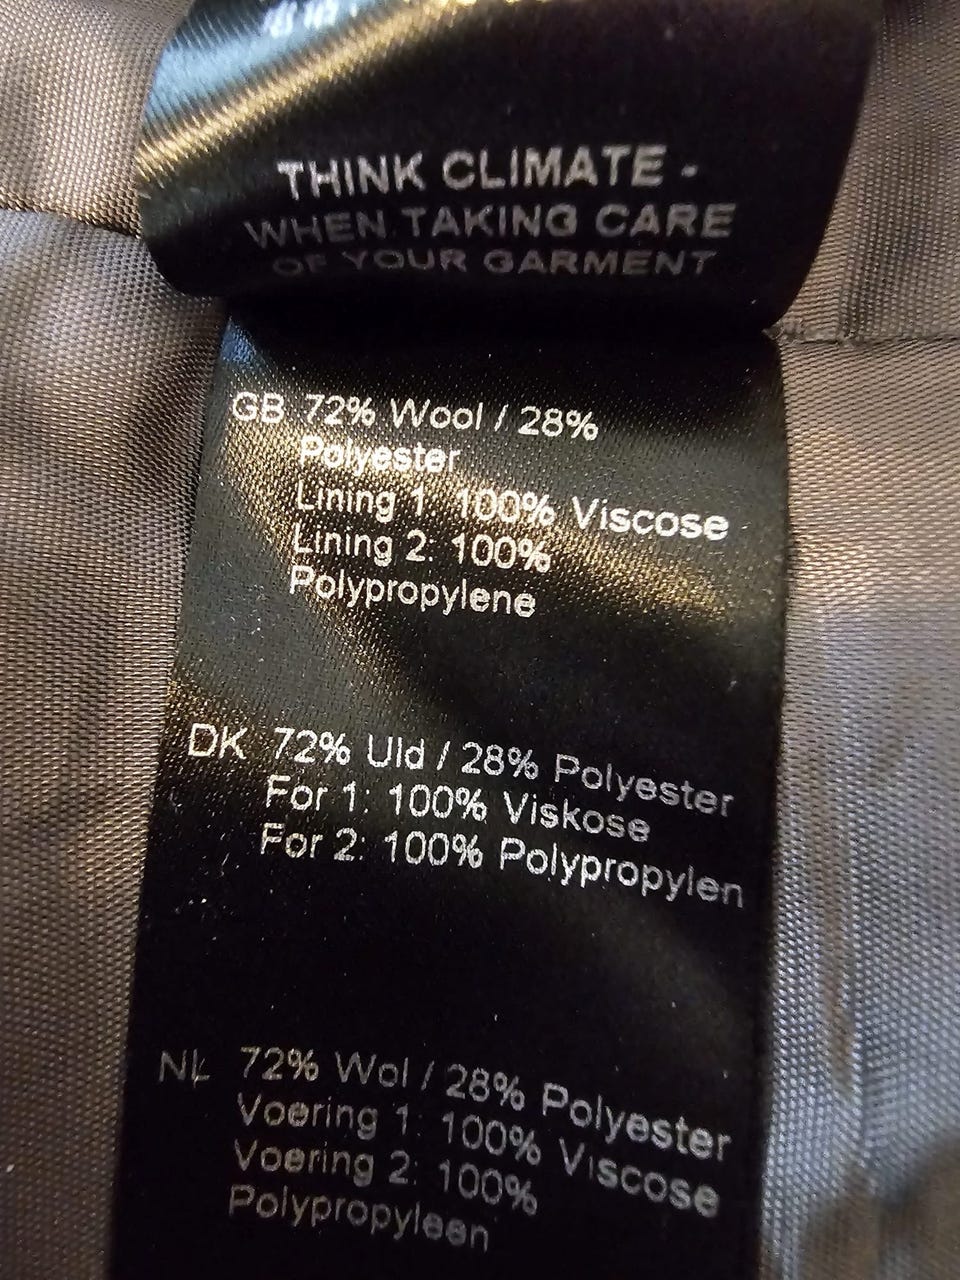 THINK CLIMATE -
WHEN TAKING CARE
OF YOUR GARMENT
GB 72% Wool / 28%
Polyester
Lining 1: 100% Viscose
Lining 2: 100%
Polypropylene
DK 72% Uld / 28% Polyester
For 1: 100% Viskose
For 2: 100% Polypropylen
NL 72% Wol / 28% Polyester
Voering 1: 100% Viscose
Voering 2: 100%
Polypropyleen